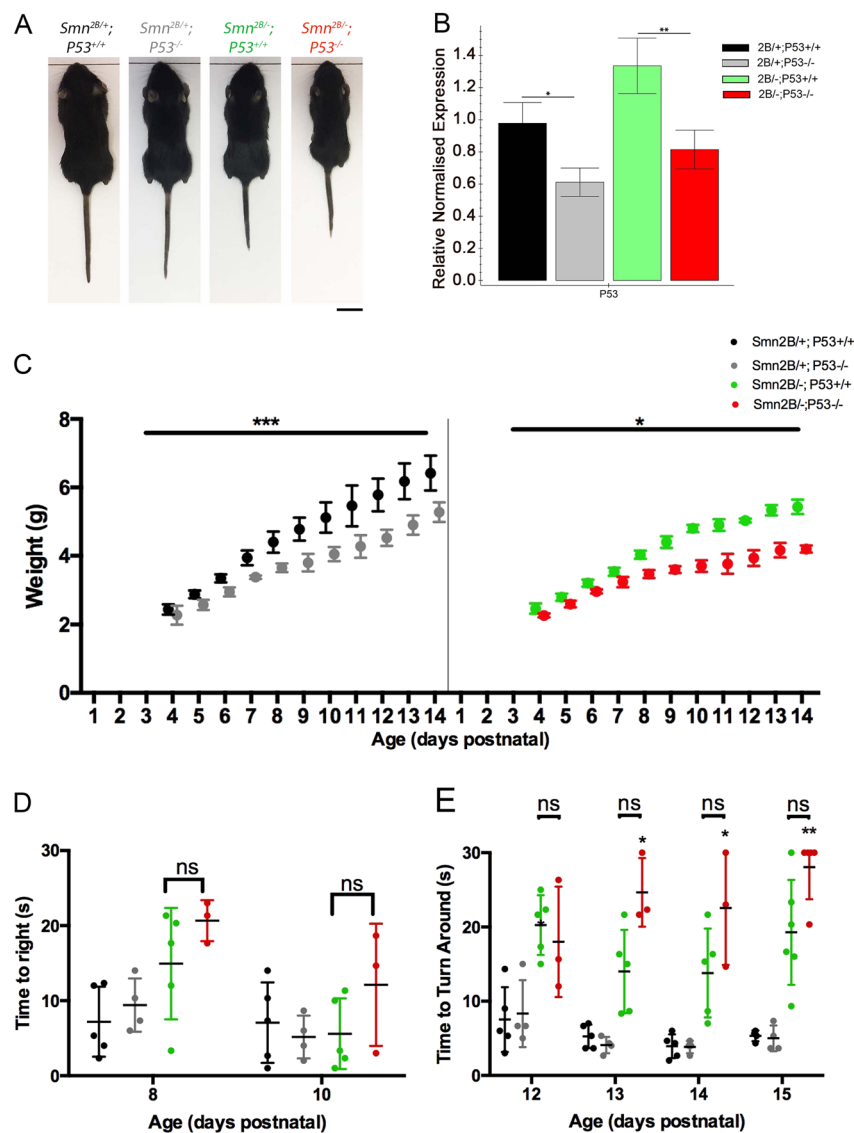 A
Smn2B/+; Smn2B/+; Smn2B/-; Smn2B/-;
P53+/+ P53-/- P53+/+ P53-/-
B
Relative Normalised Expression
1.4
1.2
1.0
0.8
0.6
0.4
0.2
0.0
*
**
P53
2B/+;P53+/+
2B/+;P53-/-
2B/-;P53+/+
2B/-;P53-/-
C
Smn2B/+; P53+/+
Smn2B/+; P53-/-
Smn2B/-; P53+/+
Smn2B/-;P53-/-
*** *
Weight (g)
8
6
4
2
0
1 2 3 4 5 6 7 8 9 10 11 12 13 14 1 2 3 4 5 6 7 8 9 10 11 12 13 14
Age (days postnatal)
D
Time to right (s)
30
20
10
0
ns ns
8 10
Age (days postnatal)
E
Time to Turn Around (s)
30
20
10
0
ns ns ns ns
* * **
12 13 14 15
Age (days postnatal)